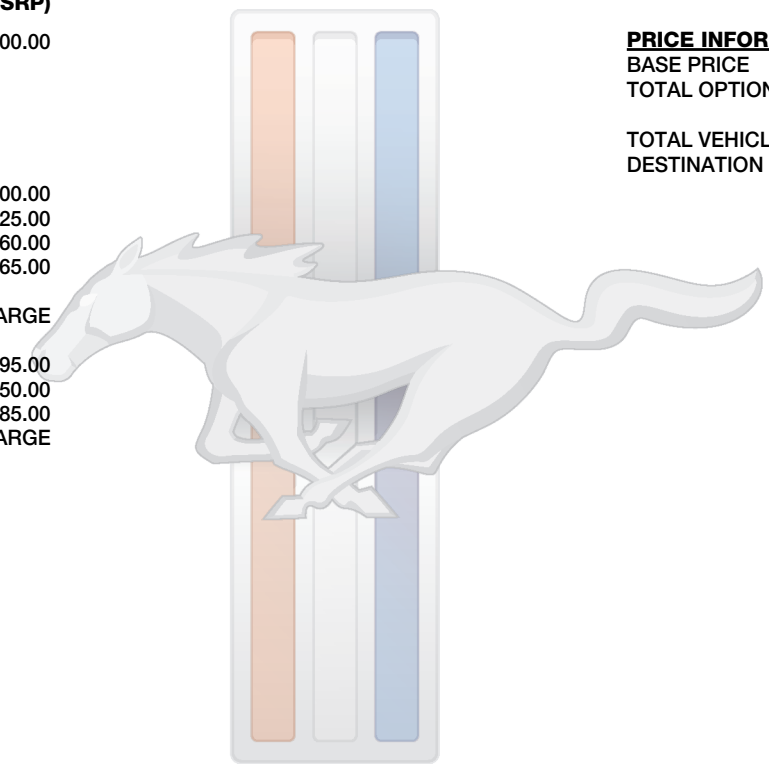 SRP)
00.00
00.00
25.00
60.00
65.00
ARGE
95.00
50.00
85.00
ARGE
PRICE INFOR
BASE PRICE
TOTAL OPTION
TOTAL VEHICL
DESTINATION